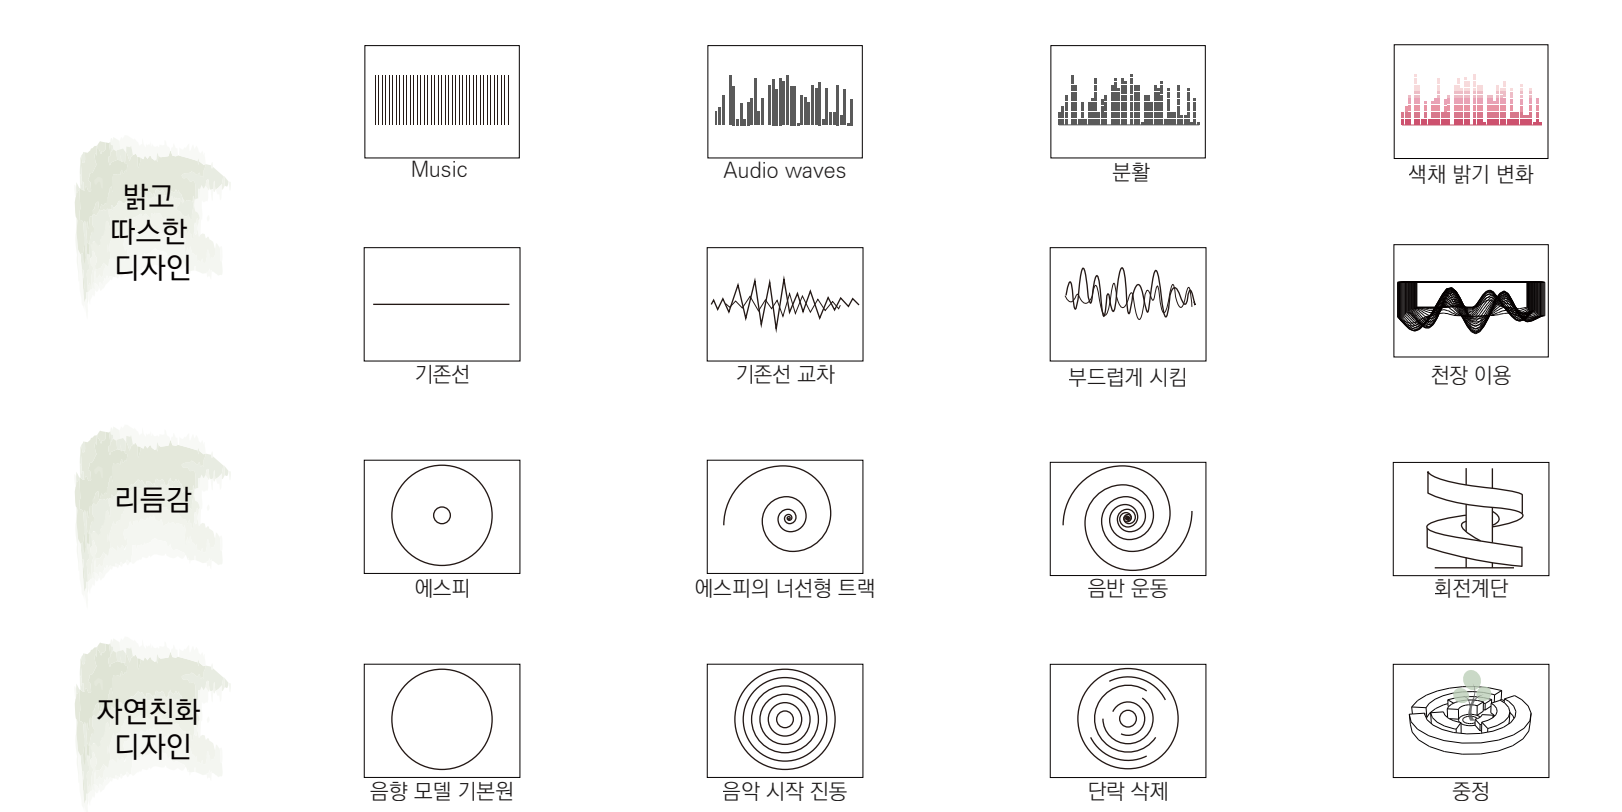 밝고
따스한
디자인
Music
Audio waves
분활
색채 밝기 변화
기존선
기존선 교차
부드럽게 시킴
천장 이용
리듬감
에스피
에스피의 너선형 트랙
음반 운동
회전계단
자연친화
디자인
음향 모델 기본원
음악 시작 진동
단락 삭제
중정